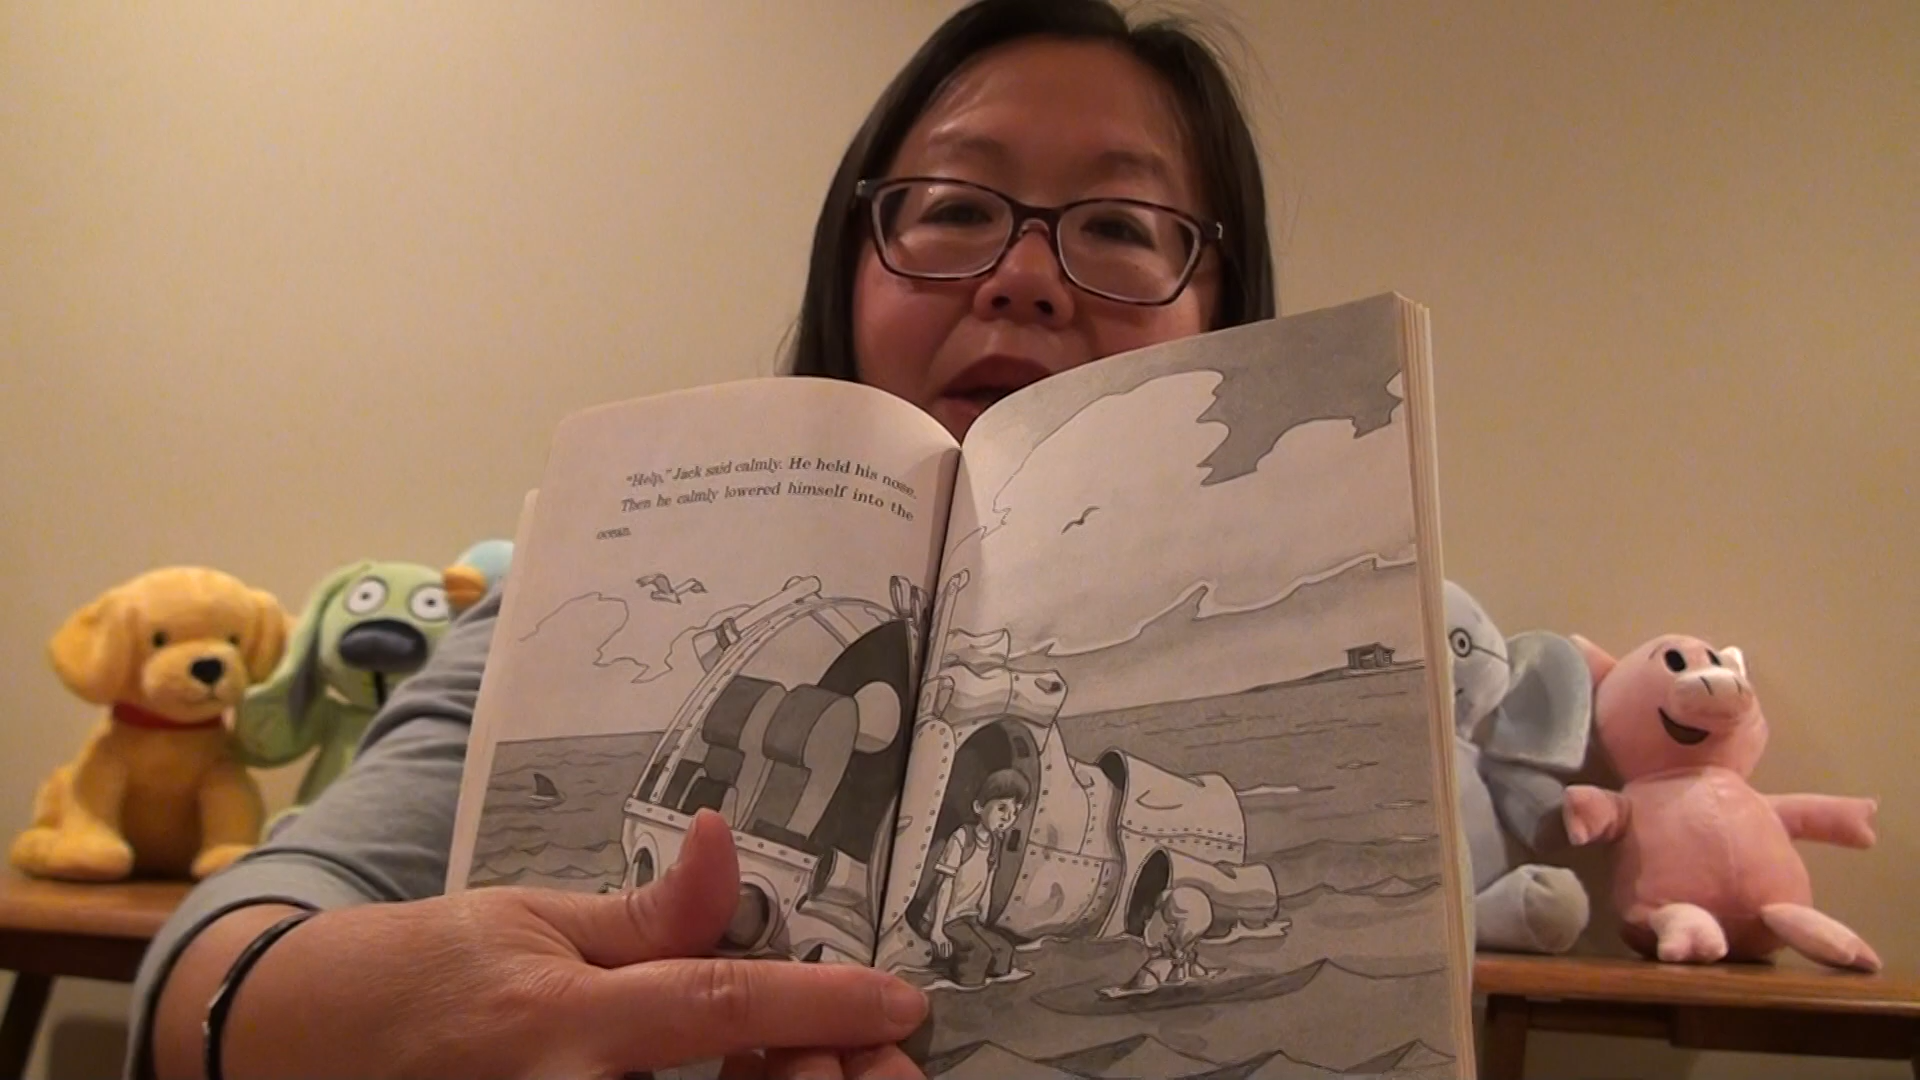 "Help," Jack said calmly. He held his nose.
Then he calmly lowered himself into the
ocean.